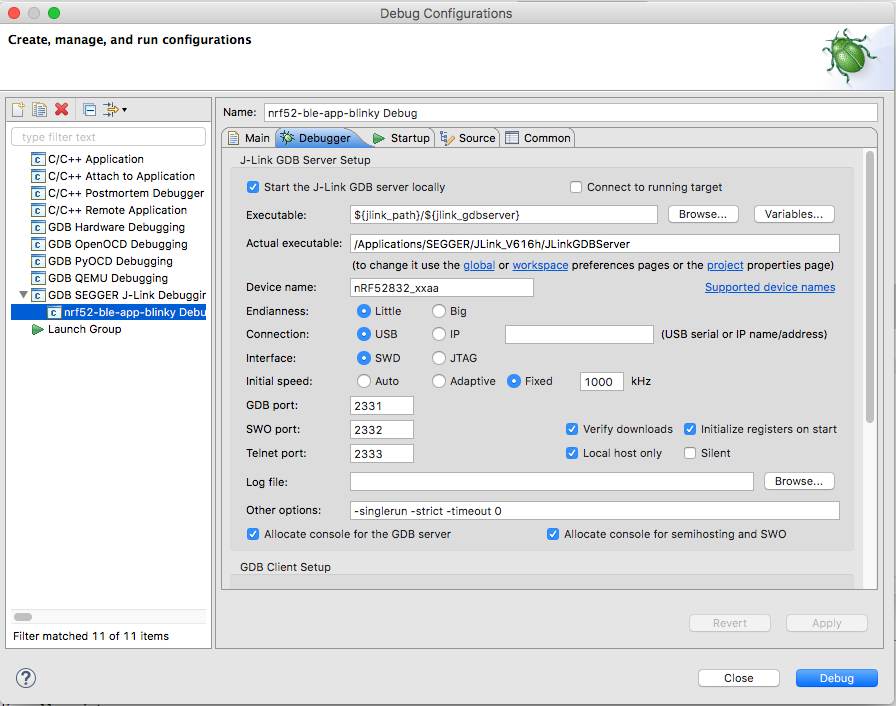 Debug Configurations
Create, manage, and run configurations
type filter text
C/C++ Application
C/C++ Attach to Application
C/C++ Postmortem Debugger
C/C++ Remote Application
GDB Hardware Debugging
GDB OpenOCD Debugging
GDB PyOCD Debugging
GDB QEMU Debugging
GDB SEGGER J-Link Debuggin
nrf52-ble-app-blinky Debu
Launch Group
Filter matched 11 of 11 items
Name: nrf52-ble-app-blinky Debug
Main Debugger Startup Source Common
J-Link GDB Server Setup
Start the J-Link GDB server locally Connect to running target
Executable: ${jlink_path}/${jlink_gdbserver} Browse... Variables...
Actual executable: /Applications/SEGGER/JLink_V616h/JLinkGDBServer
(to change it use the global or workspace preferences pages or the project properties page)
Device name: nRF52832_xxaa Supported device names
Endianness: Little Big
Connection: USB IP (USB serial or IP name/address)
Interface: SWD JTAG
Initial speed: Auto Adaptive Fixed 1000 kHz
GDB port: 2331
SWO port: 2332 Verify downloads Initialize registers on start
Telnet port: 2333 Local host only Silent
Log file: Browse...
Other options: -singlerun -strict -timeout 0
Allocate console for the GDB server Allocate console for semihosting and SWO
GDB Client Setup
Revert Apply
? Close Debug